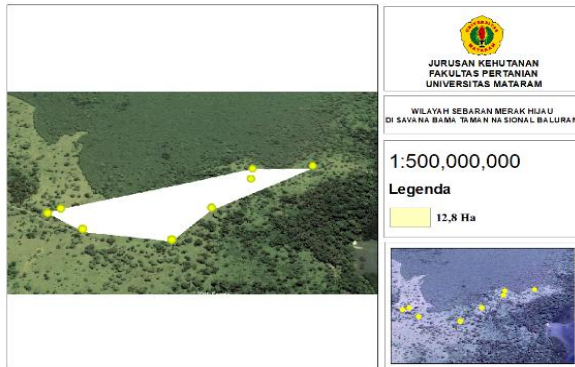 JURUSAN KEHUTANAN
FAKULTAS PERTANIAN
UNIVERSITAS MATARAM
WILAYAH SEBARAN MERAK HIJAU
DI SAVANA BAMA TAMAN NASIONAL BALURAN
1:500,000,000
Legenda
12,8 Ha